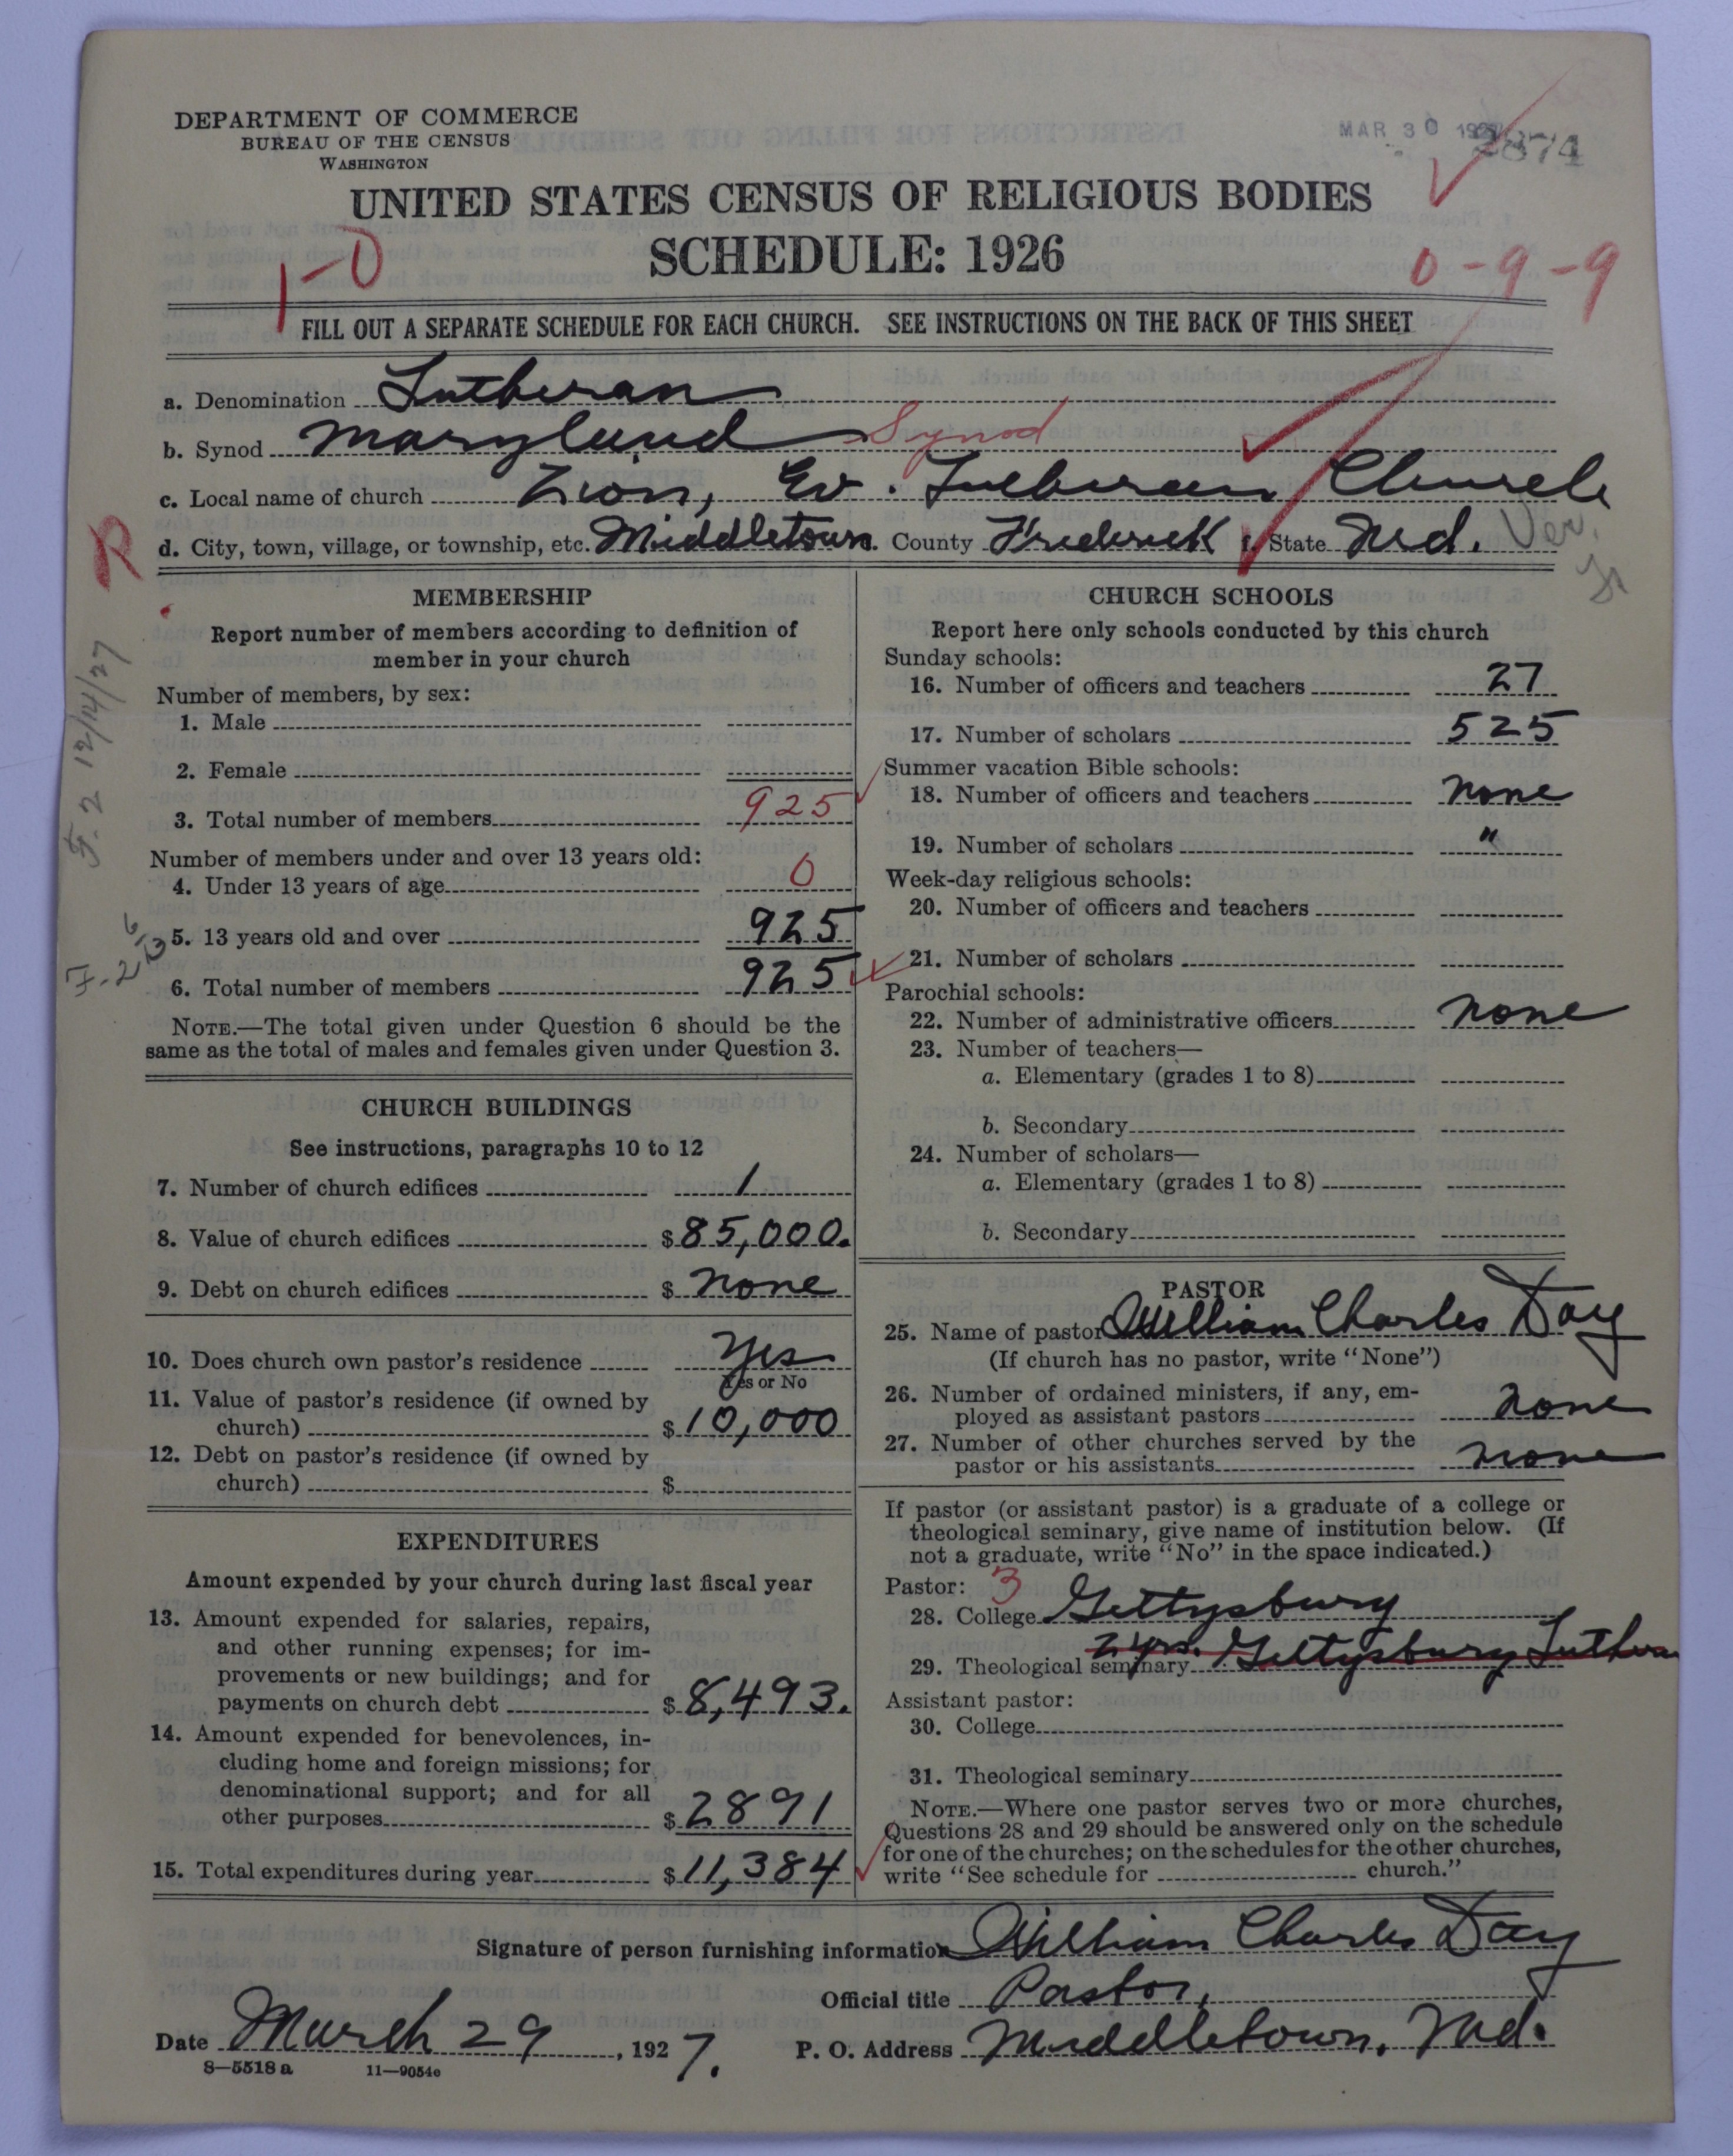 DEPARTMENT OF COMMERCE
BUREAU OF THE CENSUS
WASHINGTON
MAR 30 1927
2874
UNITED STATES CENSUS OF RELIGIOUS BODIES
SCHEDULE: 1926
1-0
0-9-9
FILL OUT A SEPARATE SCHEDULE FOR EACH CHURCH. SEE INSTRUCTIONS ON THE BACK OF THIS SHEET
a. Denomination Lutheran
b. Synod Maryland Synod
c. Local name of church Zion, Ev. Lutheran Church
d. City, town, village, or township, etc. Middletown. County Frederick f. State Md. Ver.
R
F. 2 12/14/27
MEMBERSHIP
Report number of members according to definition of
member in your church
Number of members, by sex:
1. Male
2. Female
3. Total number of members 925
Number of members under and over 13 years old:
4. Under 13 years of age 0
5. 13 years old and over 925
6. Total number of members 925
F-2
NOTE.—The total given under Question 6 should be the
same as the total of males and females given under Question 3.
CHURCH BUILDINGS
See instructions, paragraphs 10 to 12
7. Number of church edifices 1
8. Value of church edifices $85,000.
9. Debt on church edifices $ none
10. Does church own pastor's residence Yes
Yes or No
11. Value of pastor's residence (if owned by
church) $10,000
12. Debt on pastor's residence (if owned by
church) $
EXPENDITURES
Amount expended by your church during last fiscal year
13. Amount expended for salaries, repairs,
and other running expenses; for im-
provements or new buildings; and for
payments on church debt $8,493.
14. Amount expended for benevolences, in-
cluding home and foreign missions; for
denominational support; and for all
other purposes $2891
15. Total expenditures during year $11,384
CHURCH SCHOOLS
Report here only schools conducted by this church
Sunday schools:
16. Number of officers and teachers 27
17. Number of scholars 525
Summer vacation Bible schools:
18. Number of officers and teachers none
19. Number of scholars "
Week-day religious schools:
20. Number of officers and teachers
21. Number of scholars
Parochial schools:
22. Number of administrative officers none
23. Number of teachers—
a. Elementary (grades 1 to 8)
b. Secondary
24. Number of scholars—
a. Elementary (grades 1 to 8)
b. Secondary
PASTOR
25. Name of pastor William Charles Day
(If church has no pastor, write "None")
26. Number of ordained ministers, if any, em-
ployed as assistant pastors none
27. Number of other churches served by the
pastor or his assistants none
If pastor (or assistant pastor) is a graduate of a college or
theological seminary, give name of institution below. (If
not a graduate, write "No" in the space indicated.)
Pastor: 3
28. College Gettysburg
29. Theological seminary 2 yrs. Gettysburg Lutheran
Assistant pastor:
30. College
31. Theological seminary
NOTE.—Where one pastor serves two or more churches,
Questions 28 and 29 should be answered only on the schedule
for one of the churches; on the schedules for the other churches,
write "See schedule for church."
Signature of person furnishing information William Charles Day
Official title Pastor,
Date March 29, 1927.
P. O. Address Middletown, Md.
8—5518 a 11—9054c